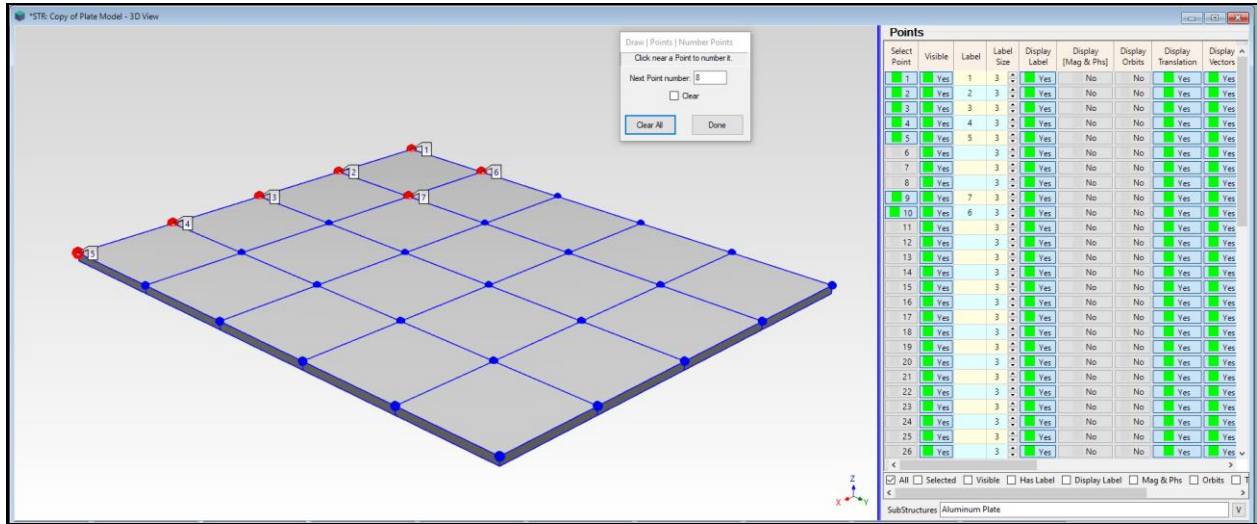 *STR: Copy of Plate Model - 3D View
Draw | Points | Number Points
Click near a Point to number it.
Next Point number: 8
Clear
Clear All Done
1
2 6
3 7
4
5
Z
X Y
Points
Select Point Visible Label Label Size Display Label Display [Mag & Phs] Display Orbits Display Translation Display Vectors
1 Yes 1 3 Yes No No Yes Yes
2 Yes 2 3 Yes No No Yes Yes
3 Yes 3 3 Yes No No Yes Yes
4 Yes 4 3 Yes No No Yes Yes
5 Yes 5 3 Yes No No Yes Yes
6 Yes 3 Yes No No Yes Yes
7 Yes 3 Yes No No Yes Yes
8 Yes 3 Yes No No Yes Yes
9 Yes 7 3 Yes No No Yes Yes
10 Yes 6 3 Yes No No Yes Yes
11 Yes 3 Yes No No Yes Yes
12 Yes 3 Yes No No Yes Yes
13 Yes 3 Yes No No Yes Yes
14 Yes 3 Yes No No Yes Yes
15 Yes 3 Yes No No Yes Yes
16 Yes 3 Yes No No Yes Yes
17 Yes 3 Yes No No Yes Yes
18 Yes 3 Yes No No Yes Yes
19 Yes 3 Yes No No Yes Yes
20 Yes 3 Yes No No Yes Yes
21 Yes 3 Yes No No Yes Yes
22 Yes 3 Yes No No Yes Yes
23 Yes 3 Yes No No Yes Yes
24 Yes 3 Yes No No Yes Yes
25 Yes 3 Yes No No Yes Yes
26 Yes 3 Yes No No Yes Yes
All Selected Visible Has Label Display Label Mag & Phs Orbits T
SubStructures Aluminum Plate V